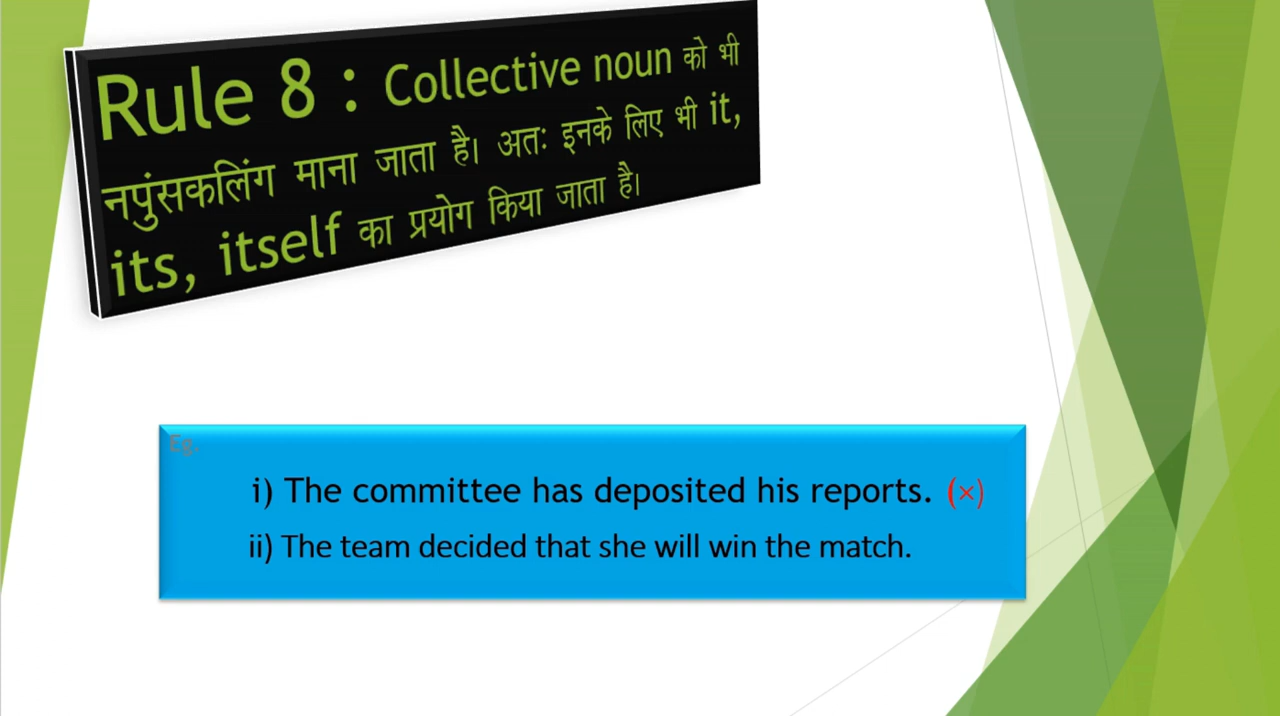 Rule 8 : Collective noun को भी
नपुंसकलिंग माना जाता है। अतः इनके लिए भी it,
its, itself का प्रयोग किया जाता है।
Eg.
i) The committee has deposited his reports. (×)
ii) The team decided that she will win the match.